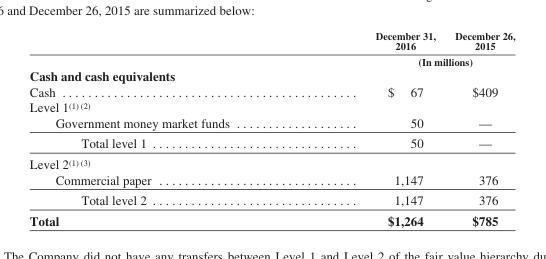 6 and December 26, 2015 are summarized below:
December 31, 2016 December 26, 2015
(In millions)
Cash and cash equivalents
Cash ................................................ $ 67 $409
Level 1(1) (2)
Government money market funds ................... 50 —
Total level 1 ................................ 50 —
Level 2(1) (3)
Commercial paper ............................... 1,147 376
Total level 2 ................................ 1,147 376
Total $1,264 $785
The Company did not have any transfers between Level 1 and Level 2 of the fair value hierarchy du